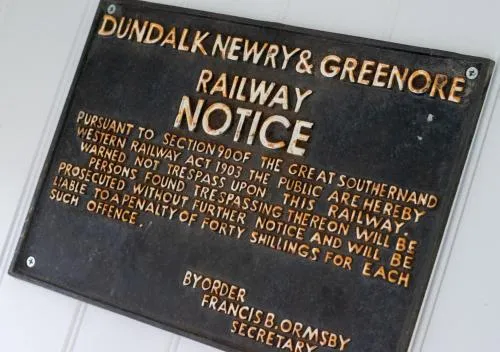 DUNDALK NEWRY & GREENORE
RAILWAY
NOTICE
PURSUANT TO SECTION 90 OF THE GREAT SOUTHERN AND
WESTERN RAILWAY ACT 1903 THE PUBLIC ARE HEREBY
WARNED NOT TRESPASS UPON THIS RAILWAY.
PERSONS FOUND TRESPASSING THEREON WILL BE
PROSECUTED WITHOUT FURTHER NOTICE AND WILL BE
LIABLE TO A PENALTY OF FORTY SHILLINGS FOR EACH
SUCH OFFENCE.
BY ORDER
FRANCIS B. ORMSBY
SECRETARY